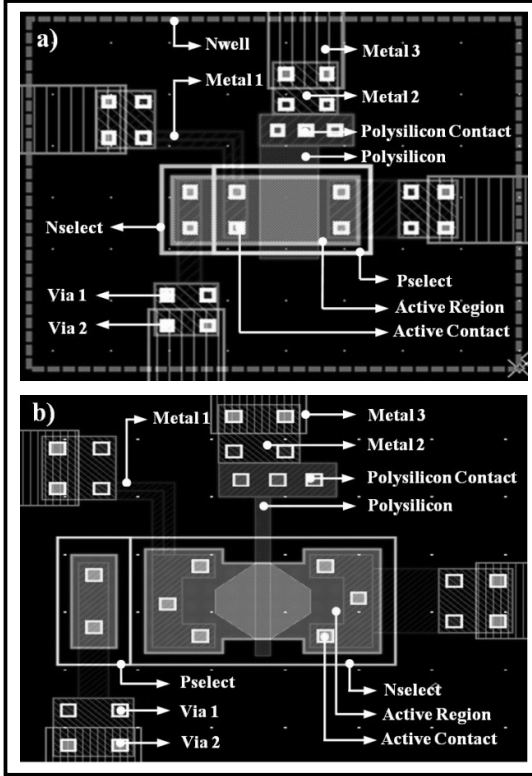 a)
Nwell
Metal 3
Metal 1
Metal 2
Polysilicon Contact
Polysilicon
Nselect
Pselect
Via 1
Active Region
Via 2
Active Contact
b)
Metal 1
Metal 3
Metal 2
Polysilicon Contact
Polysilicon
Pselect
Nselect
Via 1
Active Region
Via 2
Active Contact